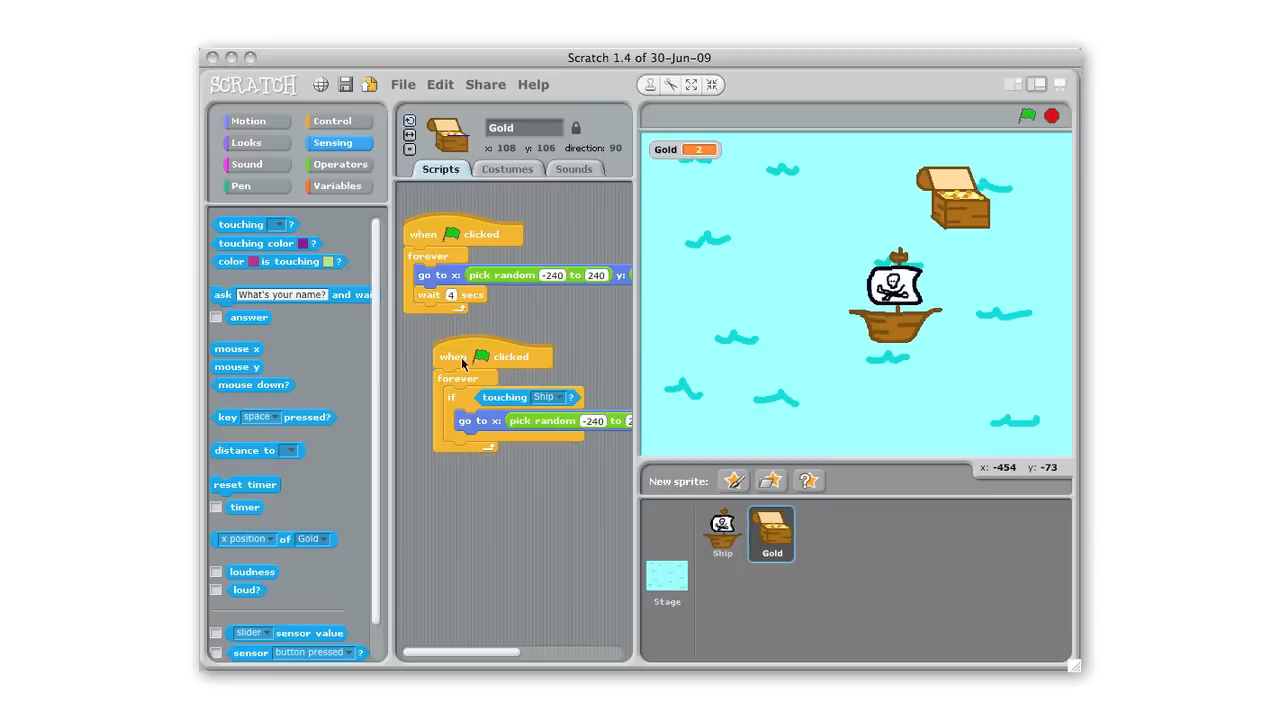 Scratch 1.4 of 30-Jun-09
SCRATCH File Edit Share Help
Motion Control
Looks Sensing
Sound Operators
Pen Variables
touching ?
touching color ?
color is touching ?
ask What's your name? and wai
answer
mouse x
mouse y
mouse down?
key space pressed?
distance to
reset timer
timer
x position of Gold
loudness
loud?
slider sensor value
sensor button pressed ?
Gold
x: 108 y: 106 direction: 90
Scripts Costumes Sounds
when clicked
forever
go to x: pick random -240 to 240 y:
wait 4 secs
when clicked
forever
if touching Ship ?
go to x: pick random -240 to 2
Gold 2
x: -454 y: -73
New sprite:
Ship Gold
Stage